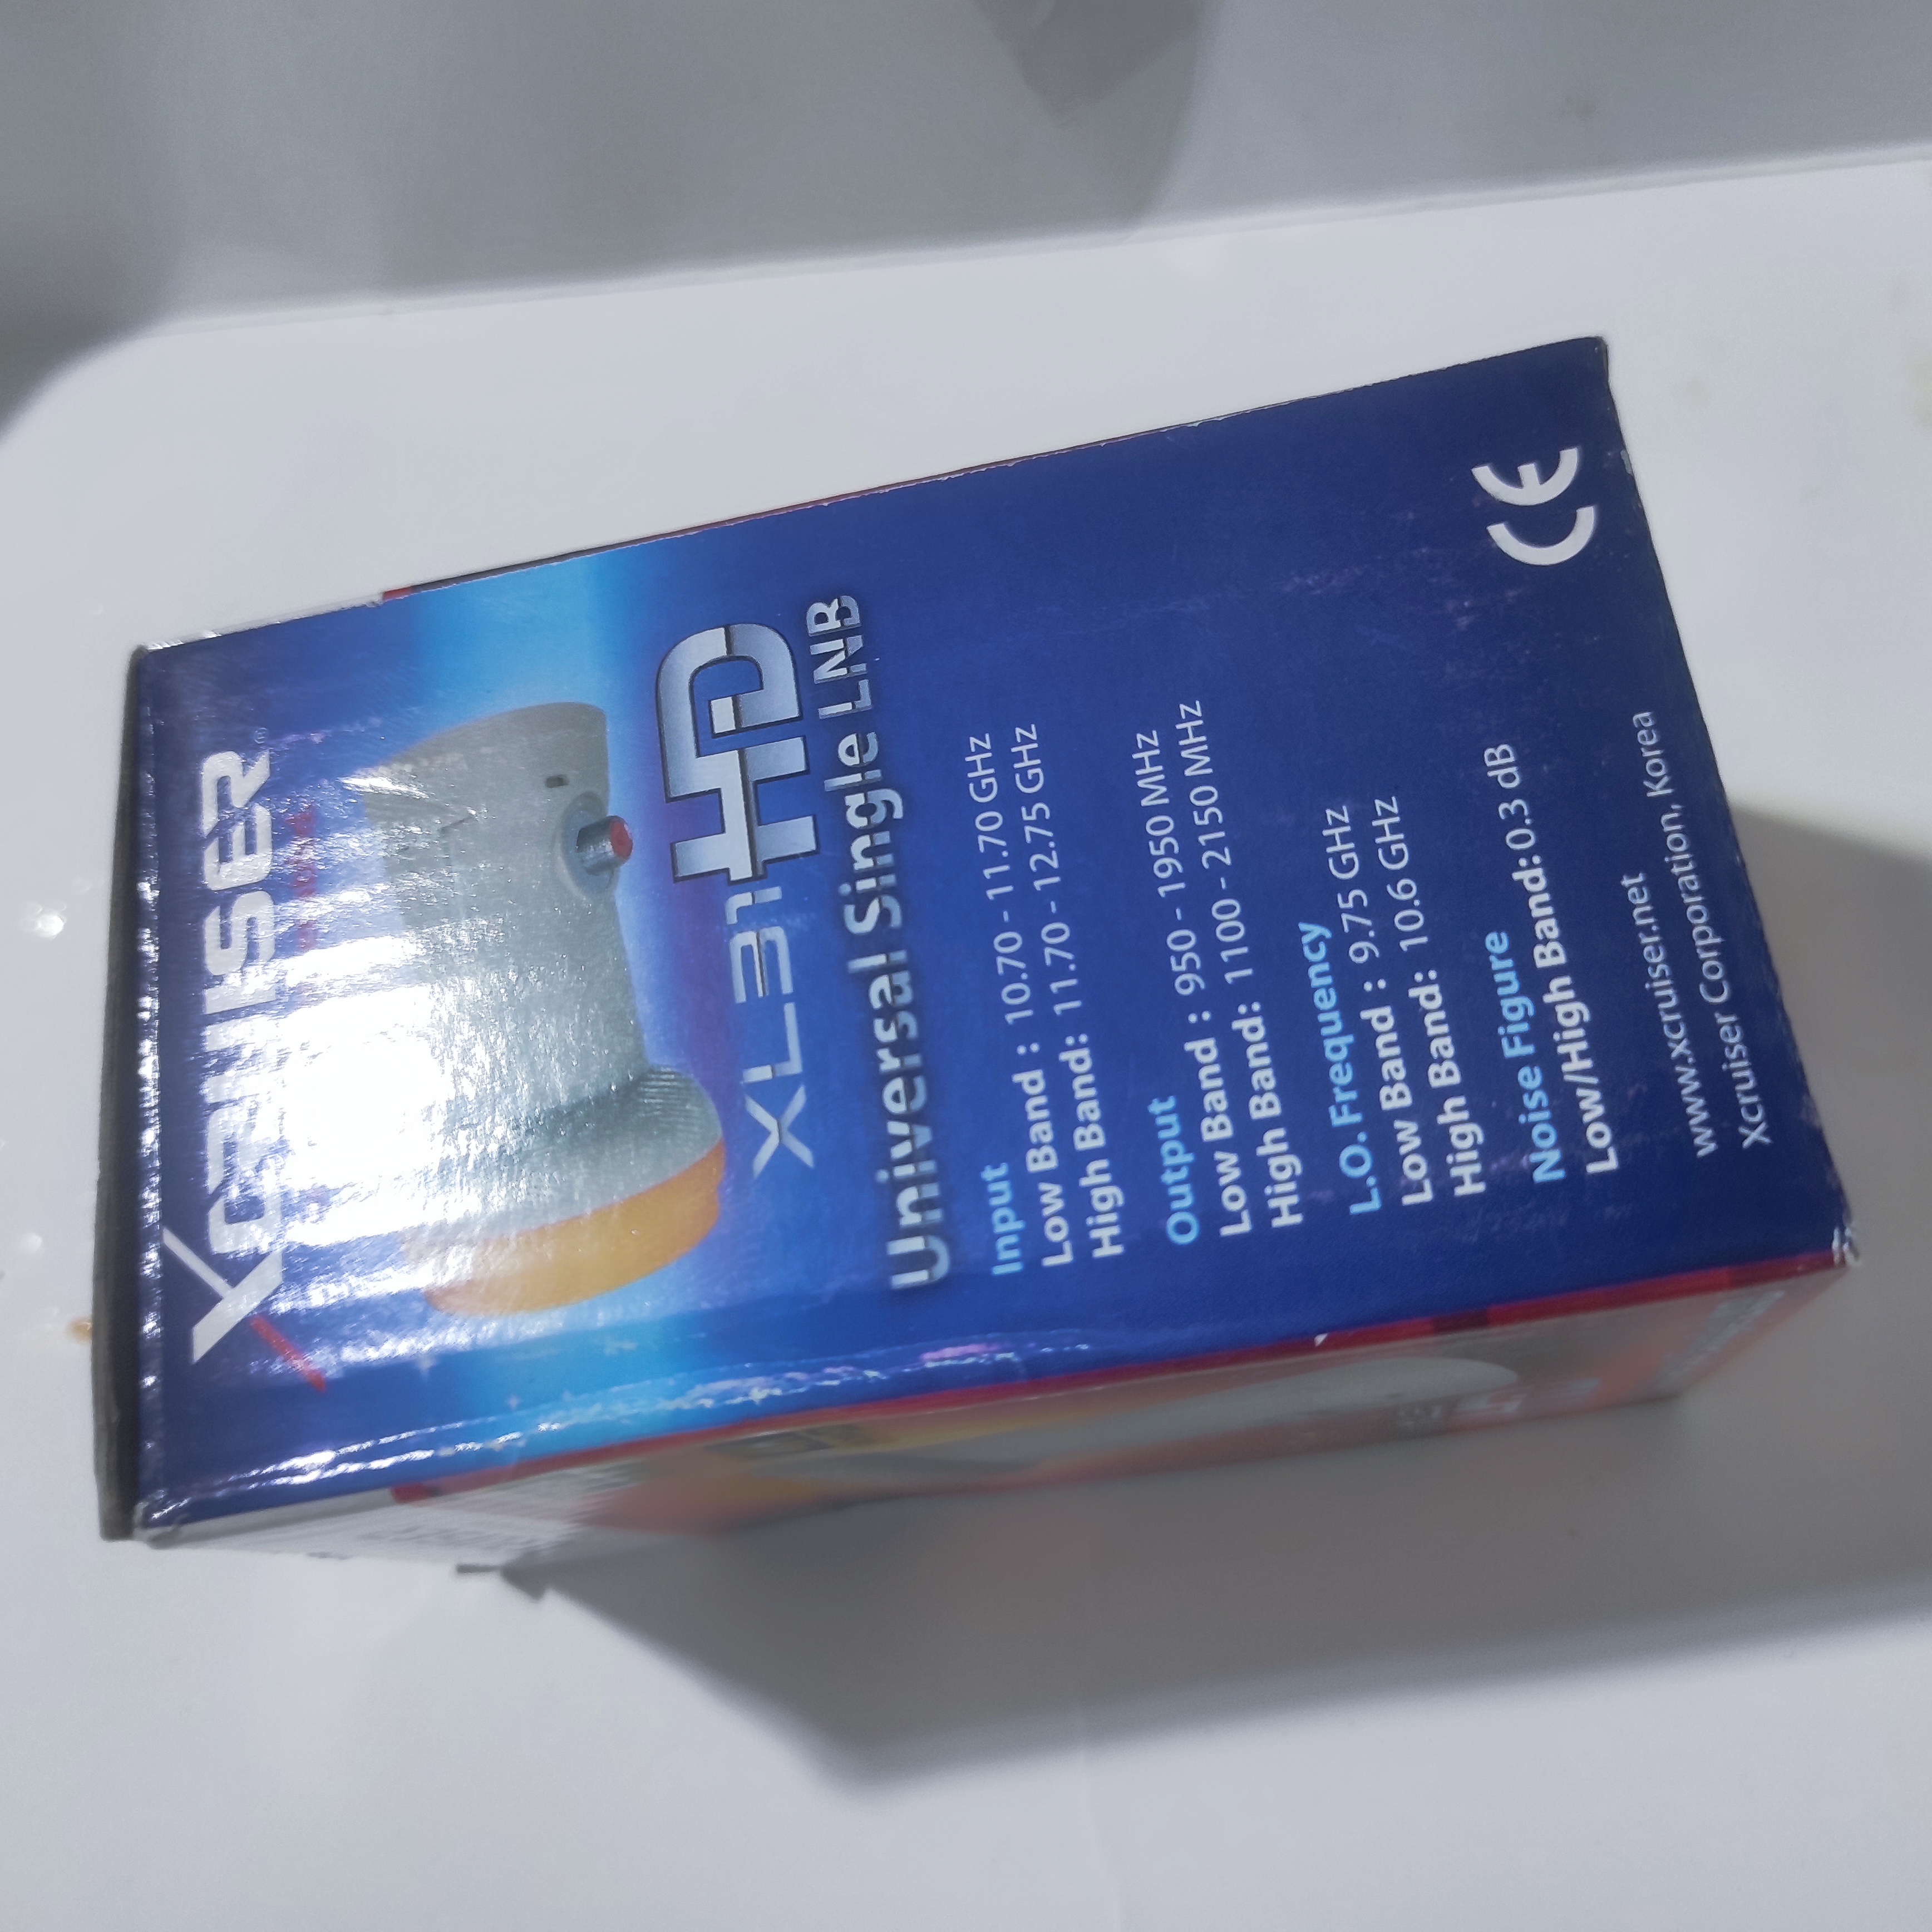 XCRUISER
XL31HD
Universal Single LNB
Input
Low Band : 10.70 - 11.70 GHz
High Band: 11.70 - 12.75 GHz
Output
Low Band : 950 - 1950 MHz
High Band: 1100 - 2150 MHz
L.O. Frequency
Low Band : 9.75 GHz
High Band: 10.6 GHz
Noise Figure
Low/High Band: 0.3 dB
CE
www.xcruiser.net
Xcruiser Corporation, Korea